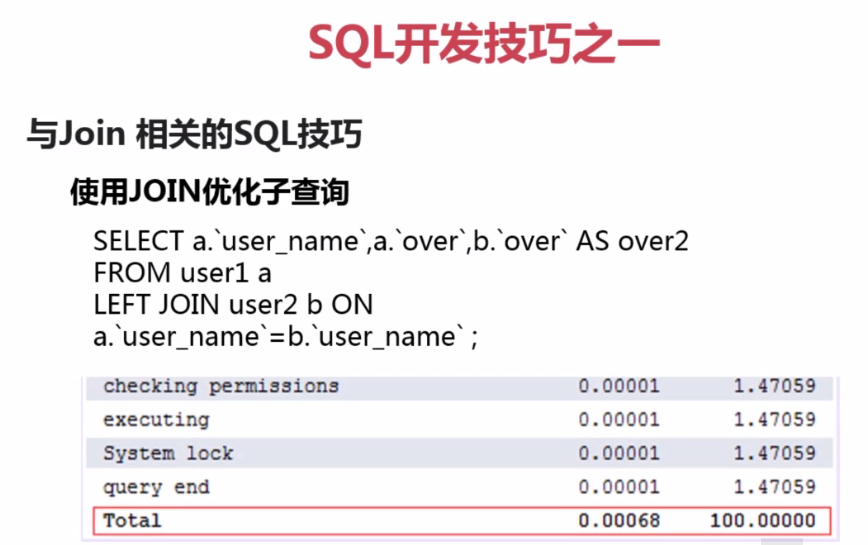 SQL开发技巧之一
与Join 相关的SQL技巧
使用JOIN优化子查询
SELECT a.`user_name`,a.`over`,b.`over` AS over2
FROM user1 a
LEFT JOIN user2 b ON
a.`user_name`=b.`user_name` ;
checking permissions 0.00001 1.47059
executing 0.00001 1.47059
System lock 0.00001 1.47059
query end 0.00001 1.47059
Total 0.00068 100.00000